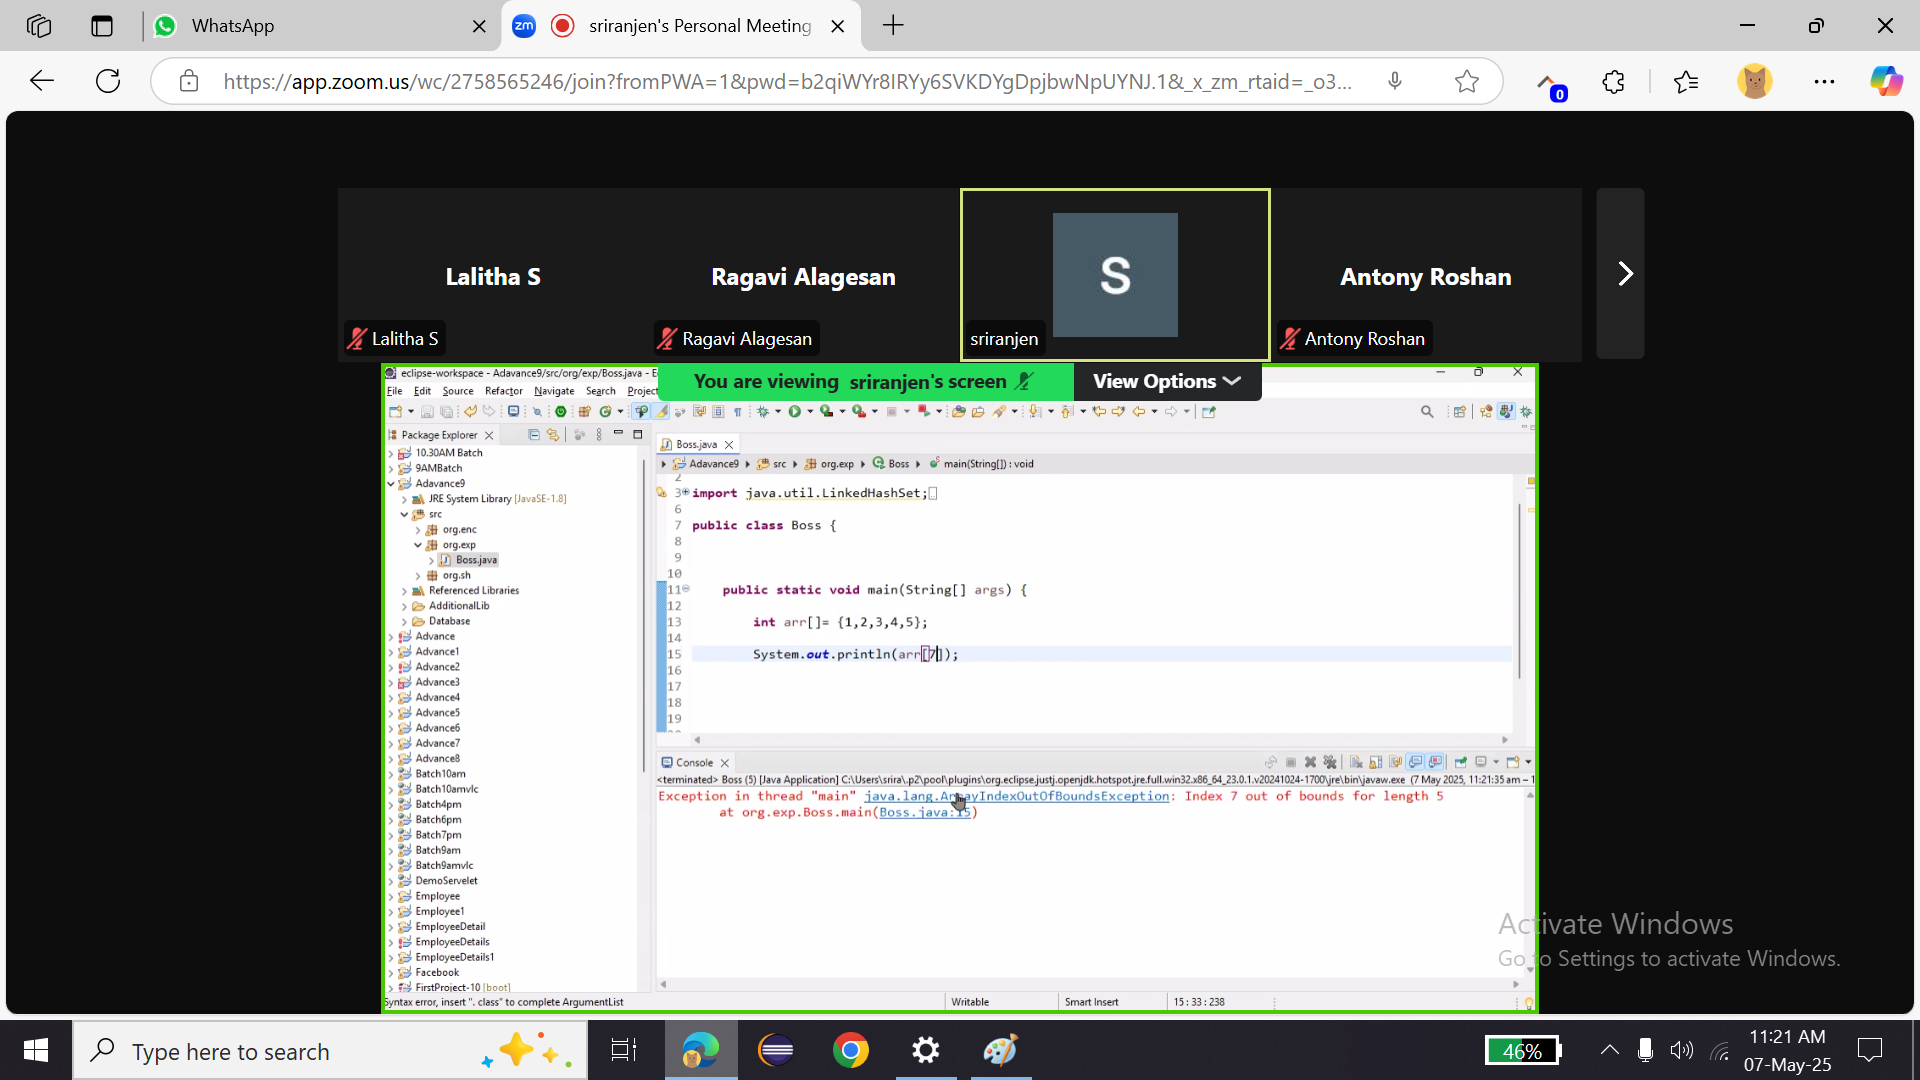 WhatsApp
zm
sriranjen's Personal Meeting
https://app.zoom.us/wc/2758565246/join?fromPWA=1&pwd=b2qiWYr8IRYy6SVKDYgDpjbwNpUYNJ.1&_x_zm_rtaid=_o3...
0
Lalitha S
Ragavi Alagesan
S
Antony Roshan
Lalitha S
Ragavi Alagesan
sriranjen
Antony Roshan
eclipse-workspace - Adavance9/src/org/exp/Boss.java - E
You are viewing sriranjen's screen
View Options
File Edit Source Refactor Navigate Search Project
Package Explorer
10.30AM Batch
9AMBatch
Adavance9
JRE System Library [JavaSE-1.8]
src
org.enc
org.exp
Boss.java
org.sh
Referenced Libraries
AdditionalLib
Database
Advance
Advance1
Advance2
Advance3
Advance4
Advance5
Advance6
Advance7
Advance8
Batch10am
Batch10amvlc
Batch4pm
Batch6pm
Batch7pm
Batch9am
Batch9amvlc
DemoServelet
Employee
Employee1
EmployeeDetail
EmployeeDetails
EmployeeDetails1
Facebook
FirstProject-10 [boot]
Boss.java
Adavance9 src org.exp Boss main(String[]) : void
2
3 import java.util.LinkedHashSet;
6
7 public class Boss {
8
9
10
11 public static void main(String[] args) {
12
13 int arr[]= {1,2,3,4,5};
14
15 System.out.println(arr[7]);
16
17
18
19
Console
<terminated> Boss (5) [Java Application] C:\Users\srira\.p2\pool\plugins\org.eclipse.justj.openjdk.hotspot.jre.full.win32.x86_64_23.0.1.v20241024-1700\jre\bin\javaw.exe (7 May 2025, 11:21:35 am – 1
Exception in thread "main" java.lang.ArrayIndexOutOfBoundsException: Index 7 out of bounds for length 5
at org.exp.Boss.main(Boss.java:15)
Syntax error, insert ". class" to complete ArgumentList
Writable
Smart Insert
15 : 33 : 238
Activate Windows
Go to Settings to activate Windows.
Type here to search
46%
11:21 AM
07-May-25